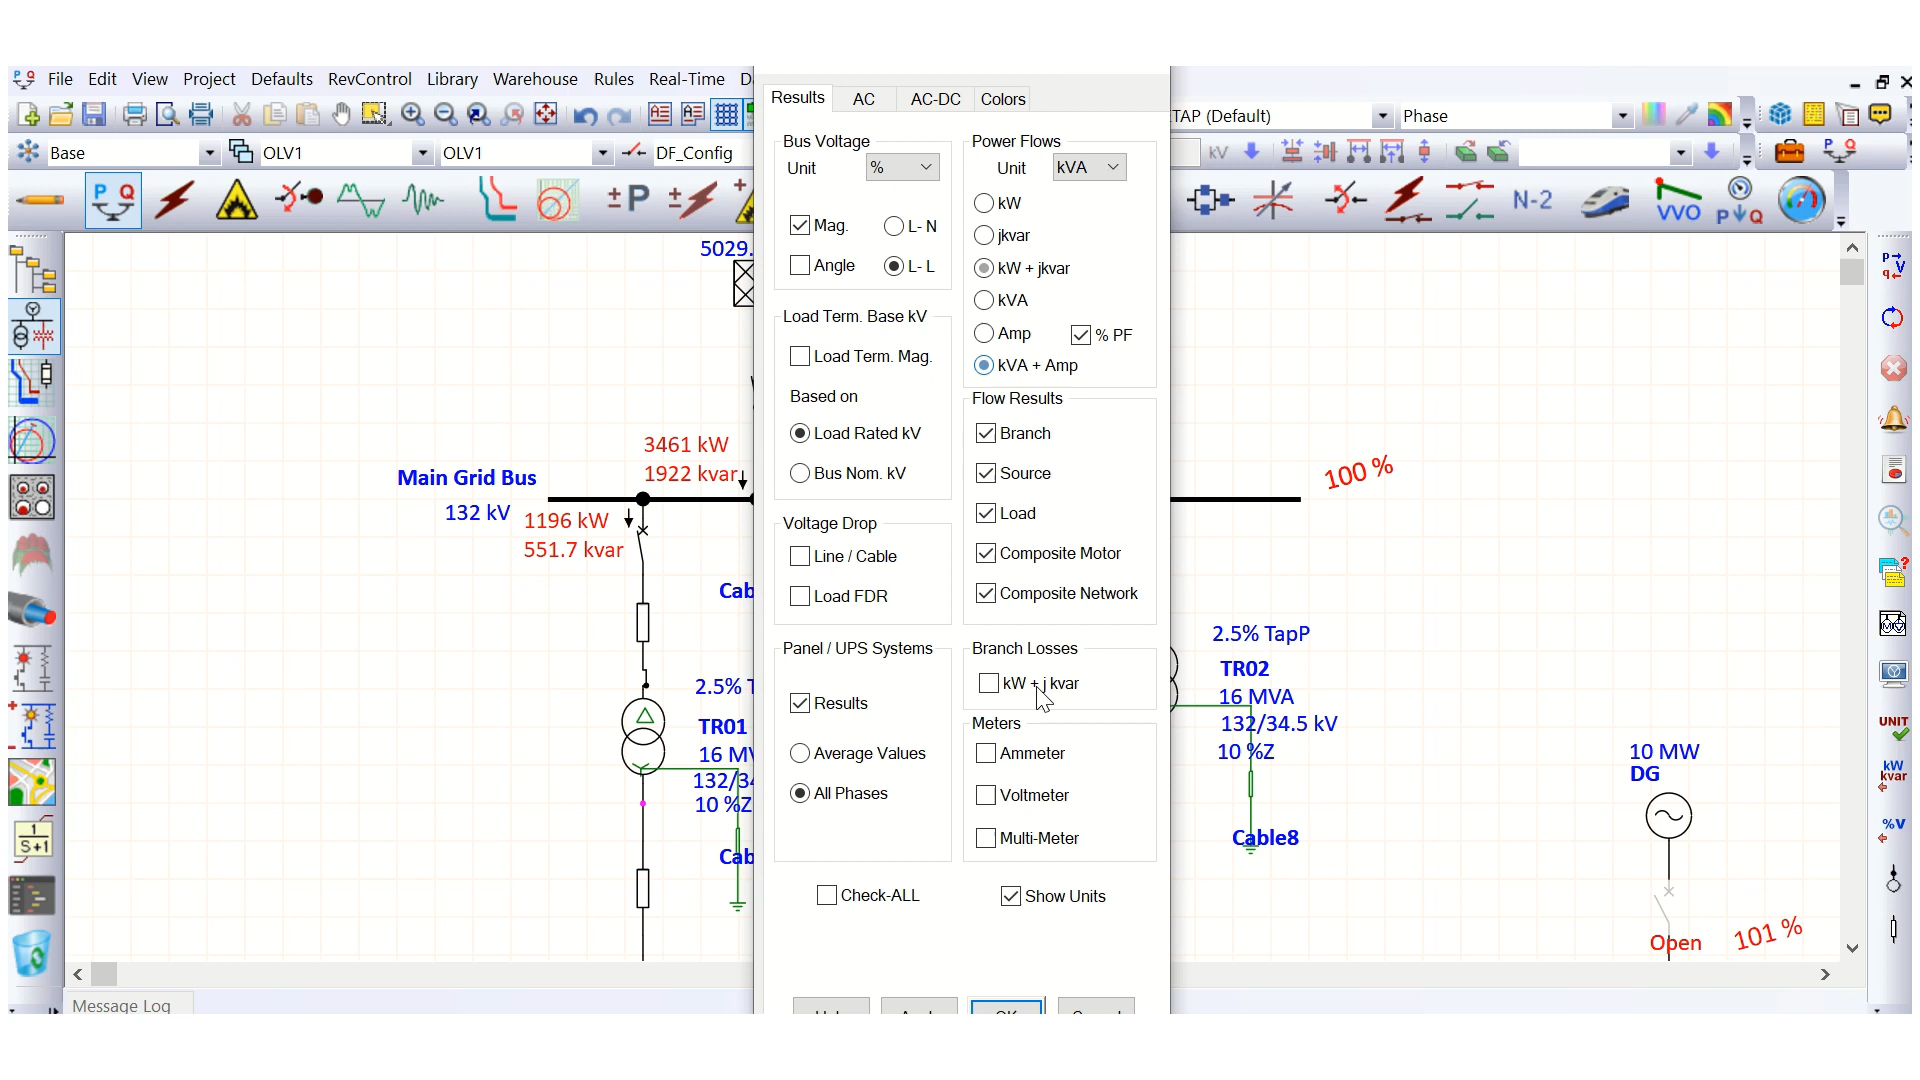 File Edit View Project Defaults RevControl Library Warehouse Rules Real-Time
TAP (Default) Phase
Base OLV1 OLV1 DF_Config kV
P Q ± P ± N-2 VVO P Q
Results AC AC-DC Colors
Bus Voltage
Unit %
Mag. L- N
Angle L- L
Load Term. Base kV
Load Term. Mag.
Based on
Load Rated kV
Bus Nom. kV
Voltage Drop
Line / Cable
Load FDR
Panel / UPS Systems
Results
Average Values
All Phases
Check-ALL
Power Flows
Unit kVA
kW
jkvar
kW + jkvar
kVA
Amp % PF
kVA + Amp
Flow Results
Branch
Source
Load
Composite Motor
Composite Network
Branch Losses
kW + j kvar
Meters
Ammeter
Voltmeter
Multi-Meter
Show Units
5029.
3461 kW
1922 kvar
Main Grid Bus
132 kV
1196 kW
551.7 kvar
Cab
2.5%
TR01
16 MV
132/34
10 %Z
Cab
100 %
2.5% TapP
TR02
16 MVA
132/34.5 kV
10 %Z
Cable8
10 MW
DG
Open
101 %
1
S+1
UNIT
kW
kvar
%V
Message Log